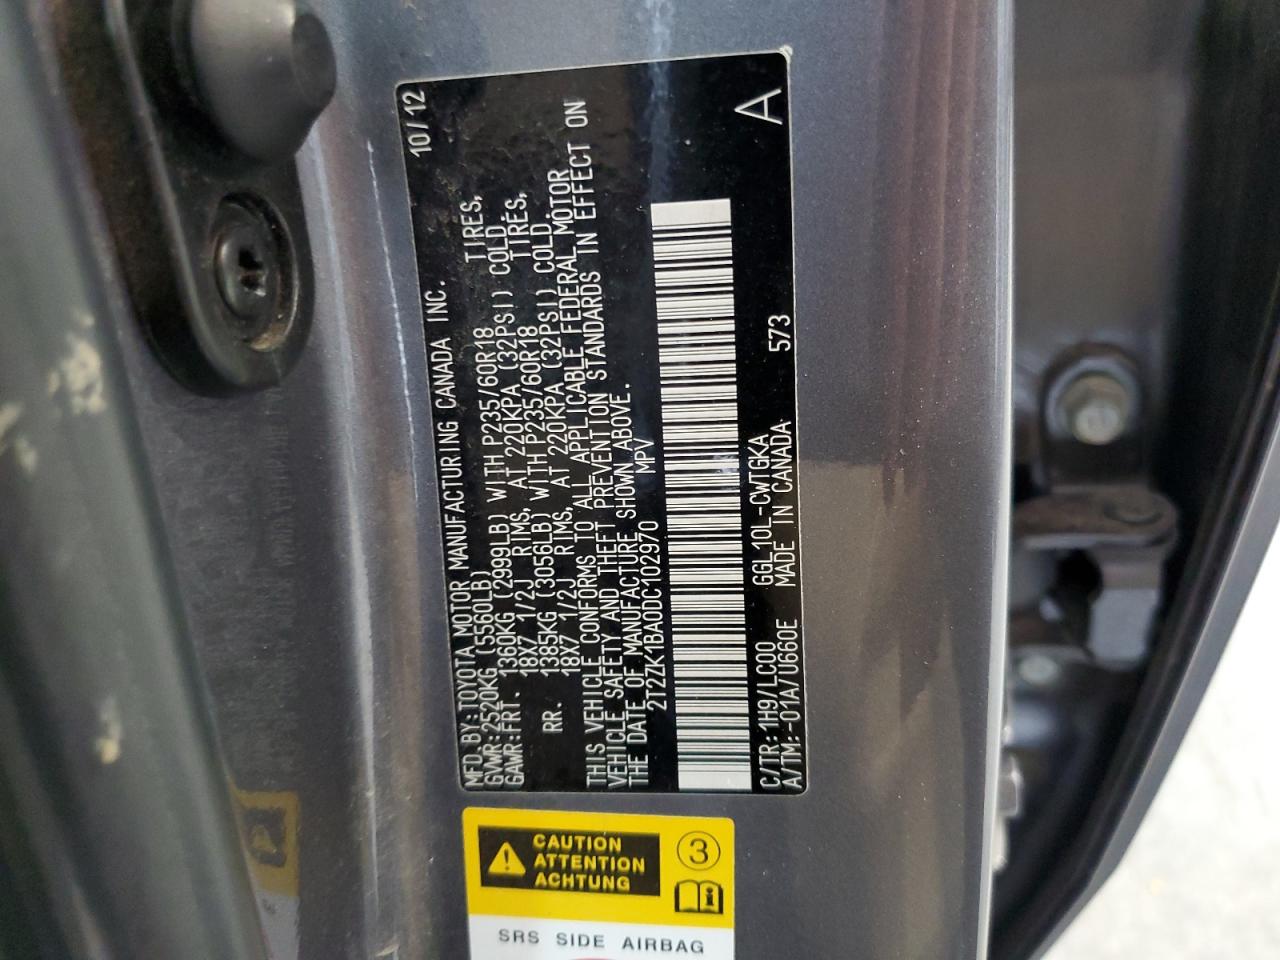 MFD.BY:TOYOTA MOTOR MANUFACTURING CANADA INC. 10/12
GVWR:2520KG (5560LB)
GAWR:FRT. 1360KG (2999LB) WITH P235/60R18 TIRES,
18X7 1/2J RIMS, AT 220KPA (32PSI) COLD.
RR. 1385KG (3056LB) WITH P235/60R18 TIRES,
18X7 1/2J RIMS, AT 220KPA (32PSI) COLD.
THIS VEHICLE CONFORMS TO ALL APPLICABLE FEDERAL MOTOR
VEHICLE SAFETY AND THEFT PREVENTION STANDARDS IN EFFECT ON
THE DATE OF MANUFACTURE SHOWN ABOVE.
2T2ZK1BA0DC102970 MPV
C/TR:1H9/LC00 GGL10L-CWTGKA
A/TM:-01A/U660E MADE IN CANADA 573 A
CAUTION
ATTENTION
ACHTUNG
3
SRS SIDE AIRBAG